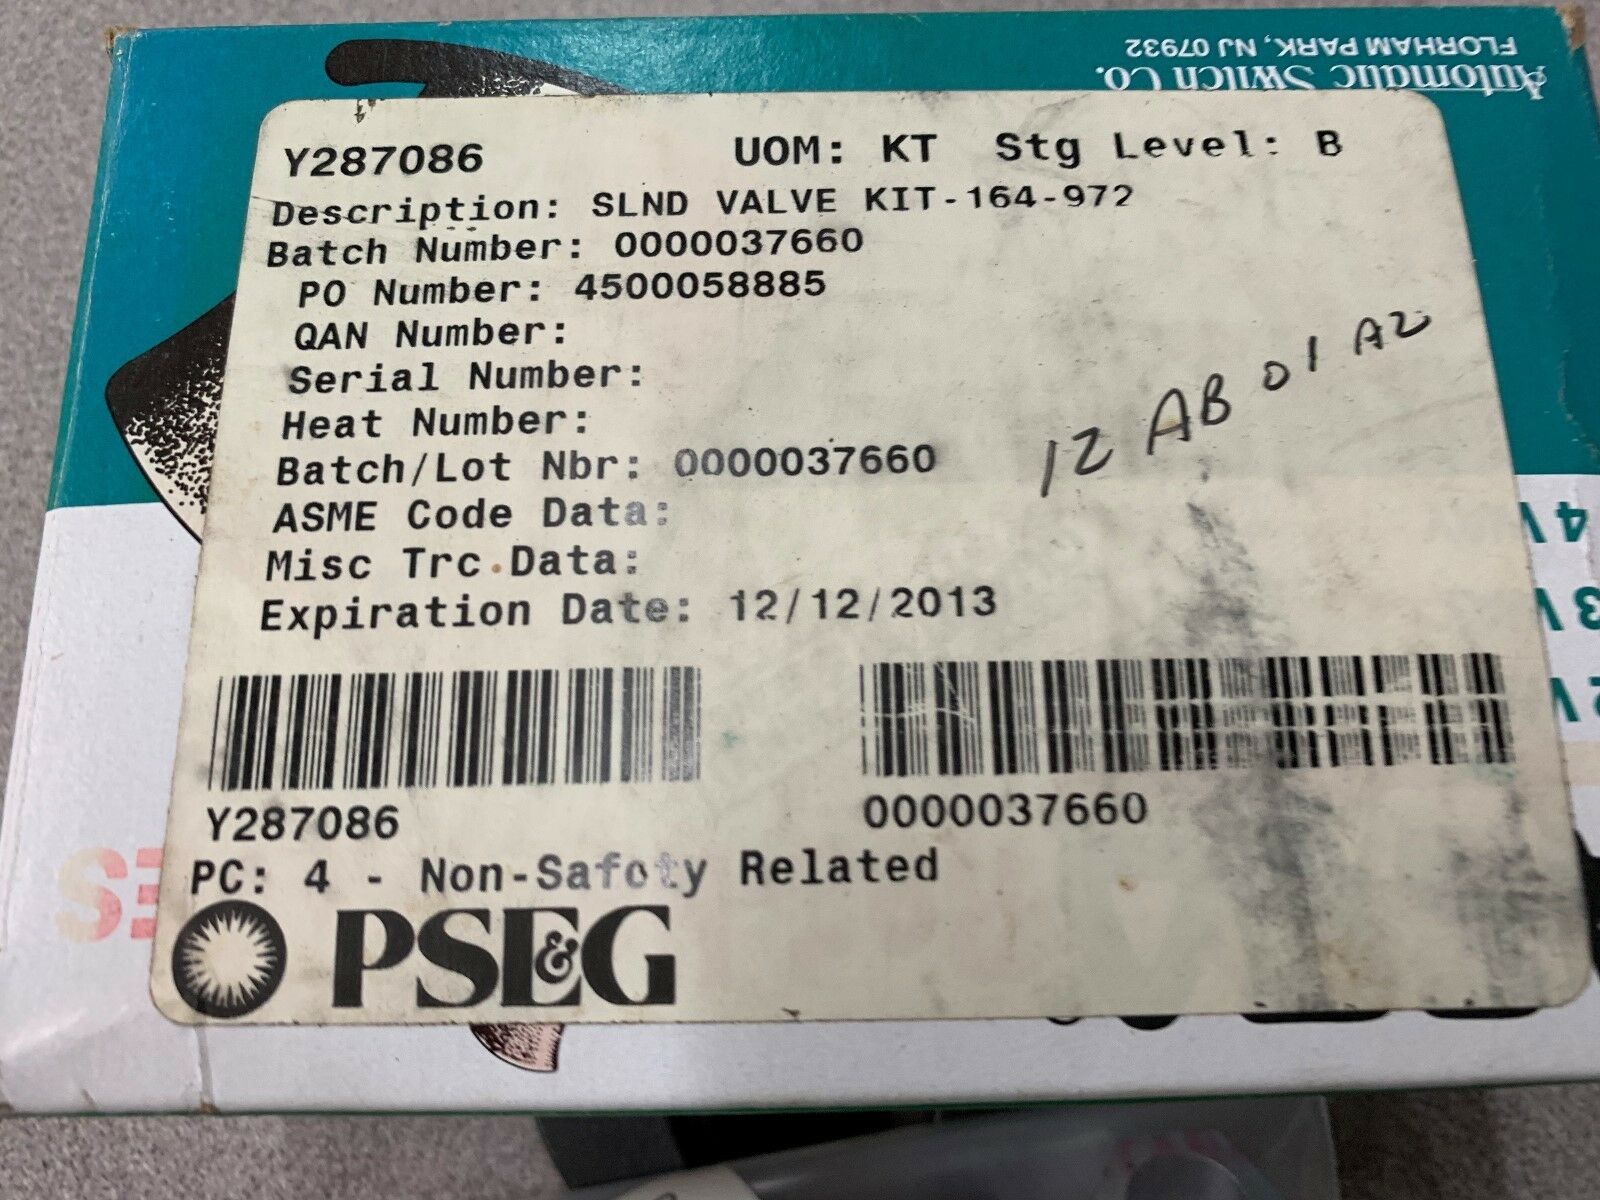 Automatic Switch Co.
FLORHAM PARK, NJ 07932
Y287086 UOM: KT Stg Level: B
Description: SLND VALVE KIT-164-972
Batch Number: 0000037660
PO Number: 4500058885
QAN Number:
Serial Number:
Heat Number:
Batch/Lot Nbr: 0000037660
ASME Code Data:
Misc Trc Data:
Expiration Date: 12/12/2013
12 AB 01 A2
Y287086 0000037660
PC: 4 - Non-Safety Related
PSE&G